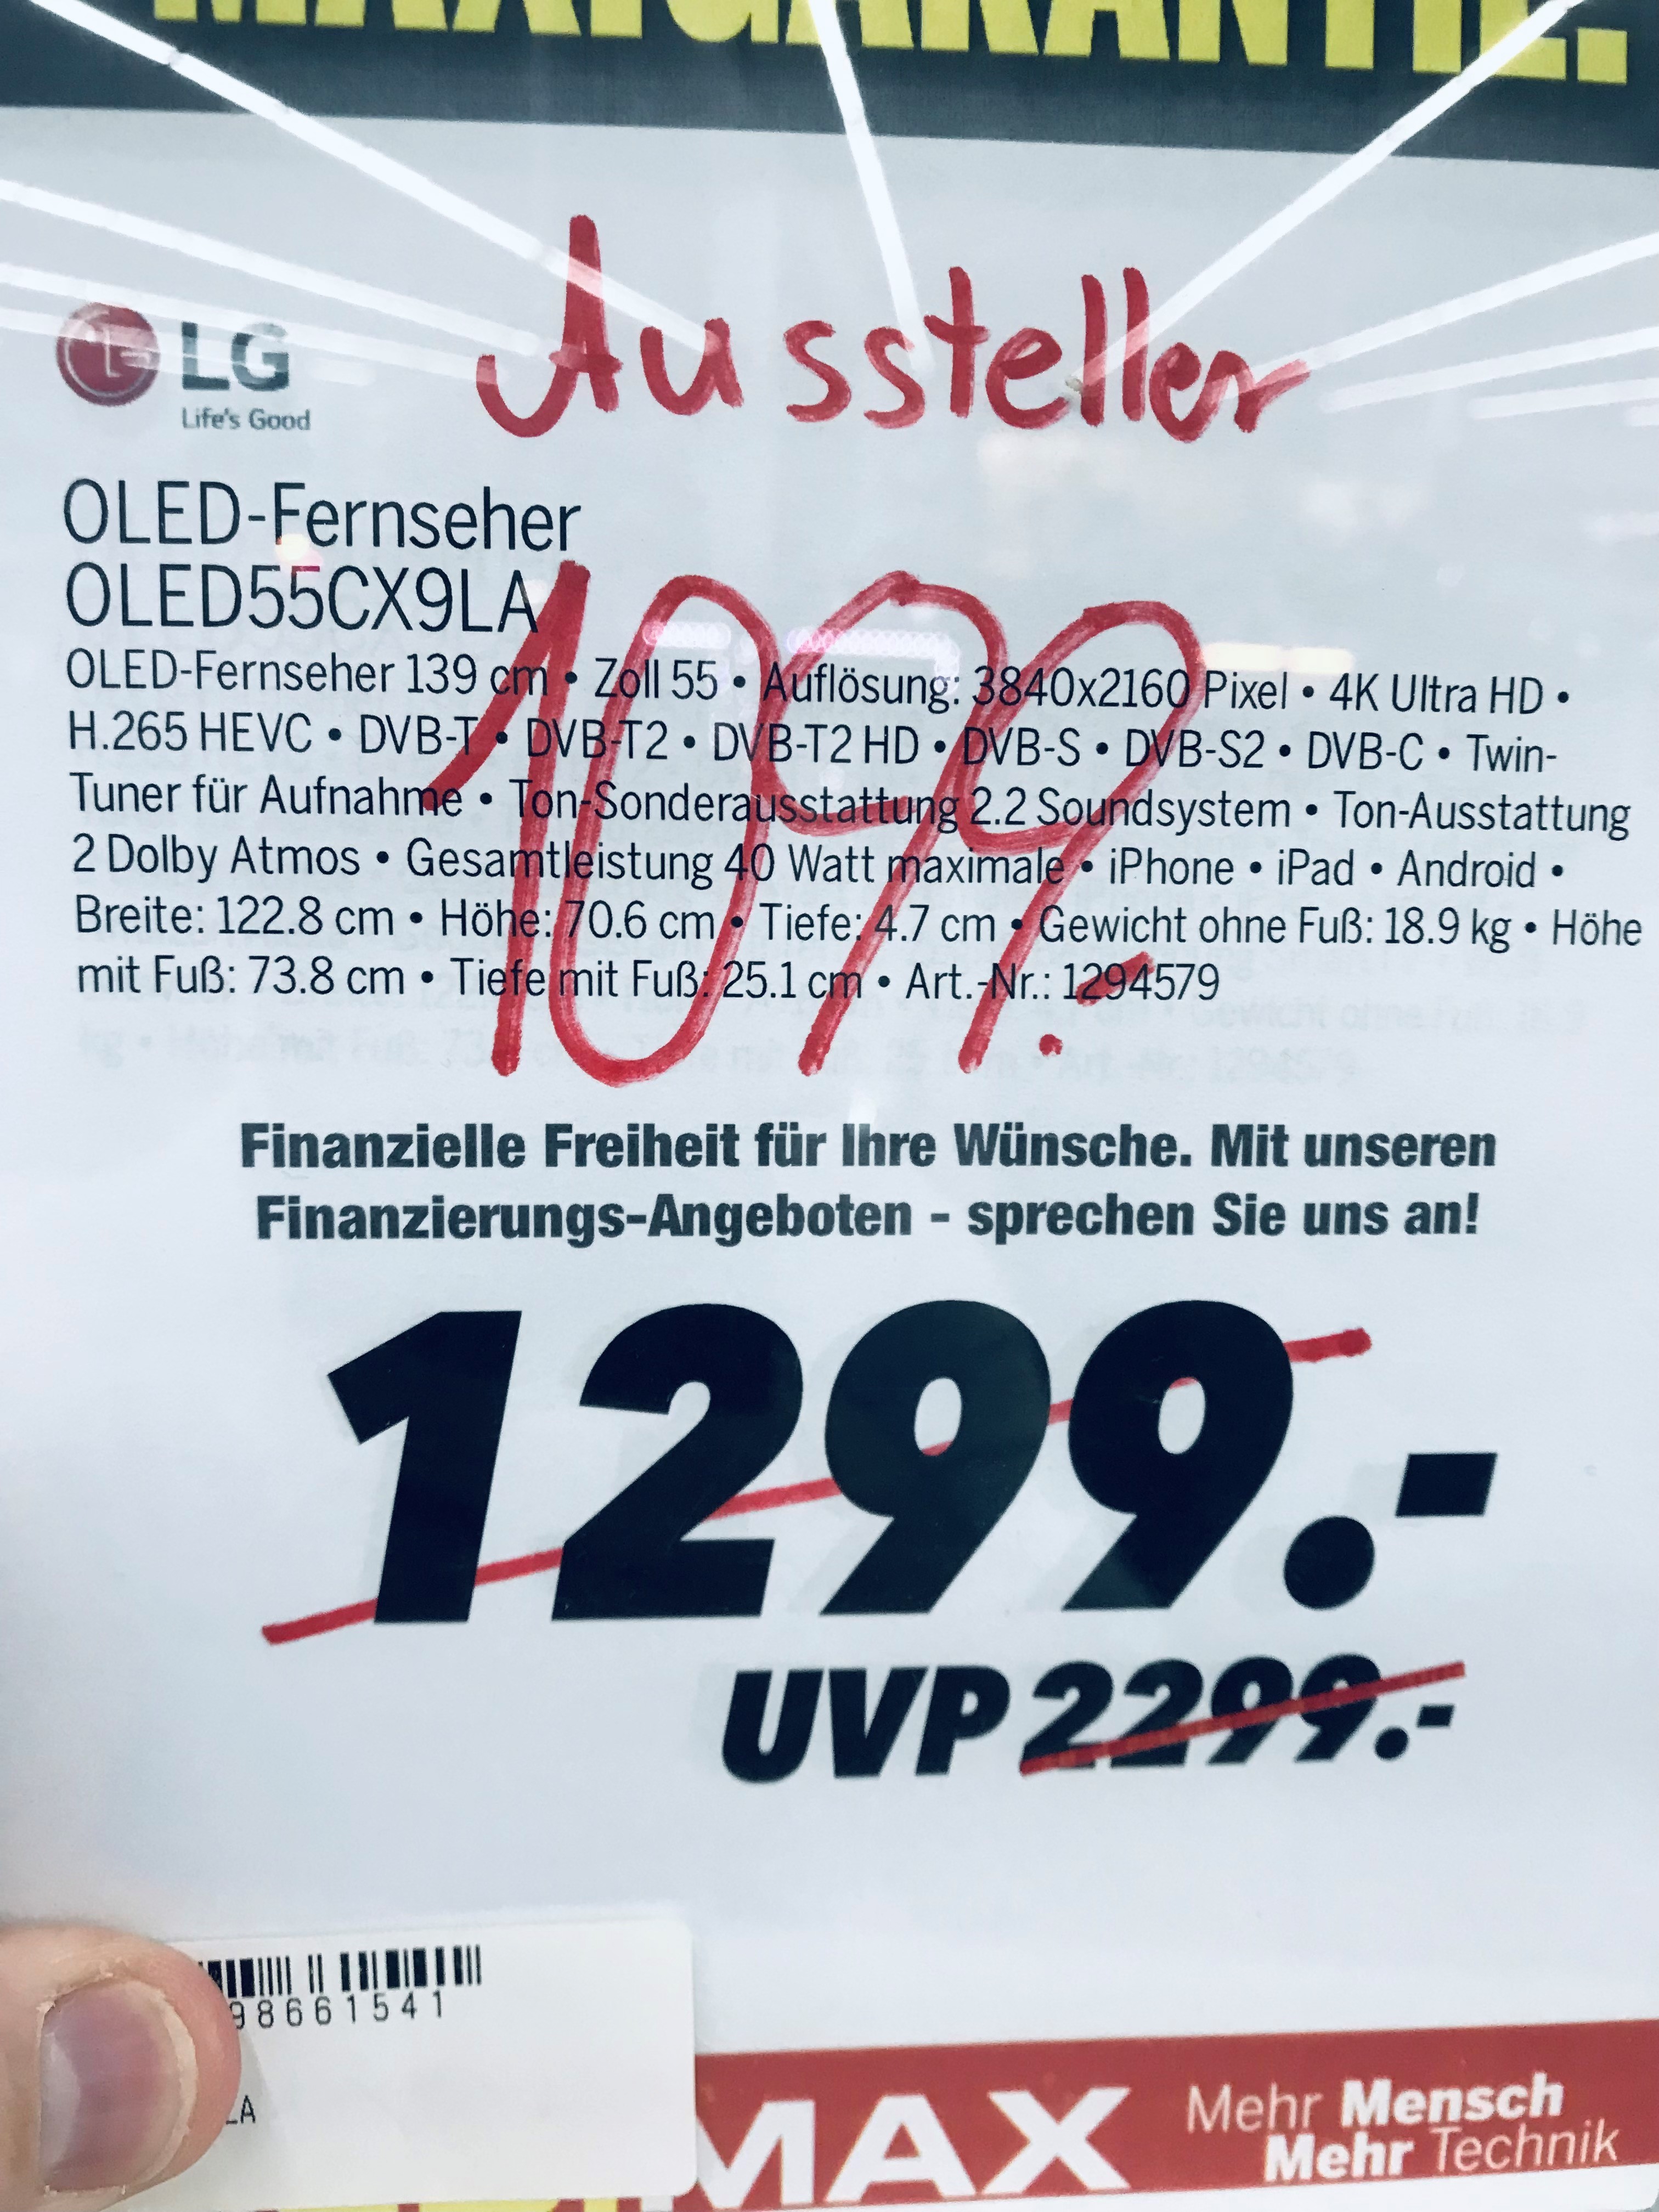 MAXI GARANTIE.
Aussteller
LG
Life's Good
OLED-Fernseher
OLED55CX9LA
1099.-
OLED-Fernseher 139 cm • Zoll 55 • Auflösung: 3840x2160 Pixel • 4K Ultra HD •
H.265 HEVC • DVB-T • DVB-T2 • DVB-T2 HD • DVB-S • DVB-S2 • DVB-C • Twin-
Tuner für Aufnahme • Ton-Sonderausstattung 2.2 Soundsystem • Ton-Ausstattung
2 Dolby Atmos • Gesamtleistung 40 Watt maximale • iPhone • iPad • Android •
Breite: 122.8 cm • Höhe: 70.6 cm • Tiefe: 4.7 cm • Gewicht ohne Fuß: 18.9 kg • Höhe
mit Fuß: 73.8 cm • Tiefe mit Fuß: 25.1 cm • Art.-Nr.: 1294579
Finanzielle Freiheit für Ihre Wünsche. Mit unseren
Finanzierungs-Angeboten - sprechen Sie uns an!
1299.-
UVP 2299.-
98661541
LA
MAX
Mehr Mensch
Mehr Technik